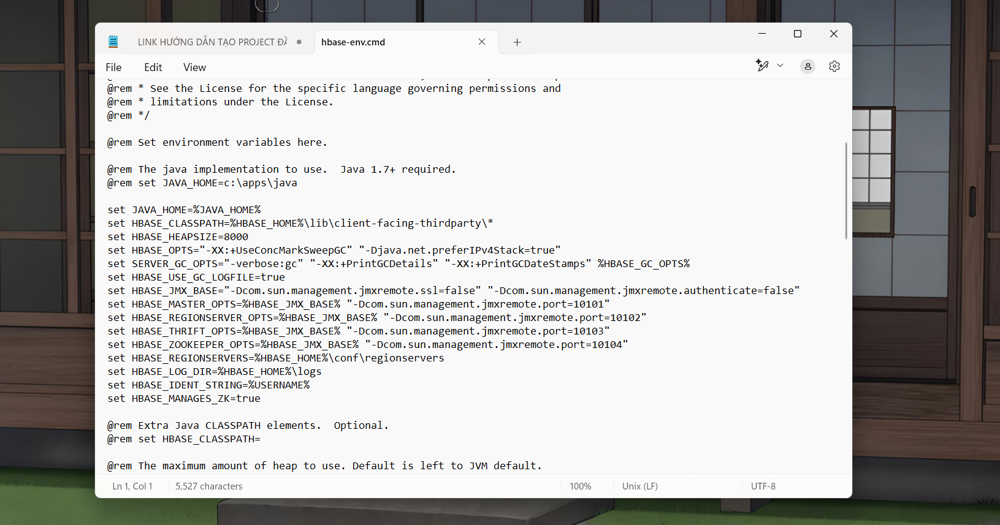 LINK HƯỚNG DẪN TẠO PROJECT
hbase-env.cmd
File Edit View
@rem * See the License for the specific language governing permissions and
@rem * limitations under the License.
@rem */
@rem Set environment variables here.
@rem The java implementation to use.  Java 1.7+ required.
@rem set JAVA_HOME=c:\apps\java
set JAVA_HOME=%JAVA_HOME%
set HBASE_CLASSPATH=%HBASE_HOME%\lib\client-facing-thirdparty\*
set HBASE_HEAPSIZE=8000
set HBASE_OPTS="-XX:+UseConcMarkSweepGC" "-Djava.net.preferIPv4Stack=true"
set SERVER_GC_OPTS="-verbose:gc" "-XX:+PrintGCDetails" "-XX:+PrintGCDateStamps" %HBASE_GC_OPTS%
set HBASE_USE_GC_LOGFILE=true
set HBASE_JMX_BASE="-Dcom.sun.management.jmxremote.ssl=false" "-Dcom.sun.management.jmxremote.authenticate=false"
set HBASE_MASTER_OPTS=%HBASE_JMX_BASE% "-Dcom.sun.management.jmxremote.port=10101"
set HBASE_REGIONSERVER_OPTS=%HBASE_JMX_BASE% "-Dcom.sun.management.jmxremote.port=10102"
set HBASE_THRIFT_OPTS=%HBASE_JMX_BASE% "-Dcom.sun.management.jmxremote.port=10103"
set HBASE_ZOOKEEPER_OPTS=%HBASE_JMX_BASE% "-Dcom.sun.management.jmxremote.port=10104"
set HBASE_REGIONSERVERS=%HBASE_HOME%\conf\regionservers
set HBASE_LOG_DIR=%HBASE_HOME%\logs
set HBASE_IDENT_STRING=%USERNAME%
set HBASE_MANAGES_ZK=true
@rem Extra Java CLASSPATH elements.  Optional.
@rem set HBASE_CLASSPATH=
@rem The maximum amount of heap to use. Default is left to JVM default.
Ln 1, Col 1 5,527 characters 100% Unix (LF) UTF-8